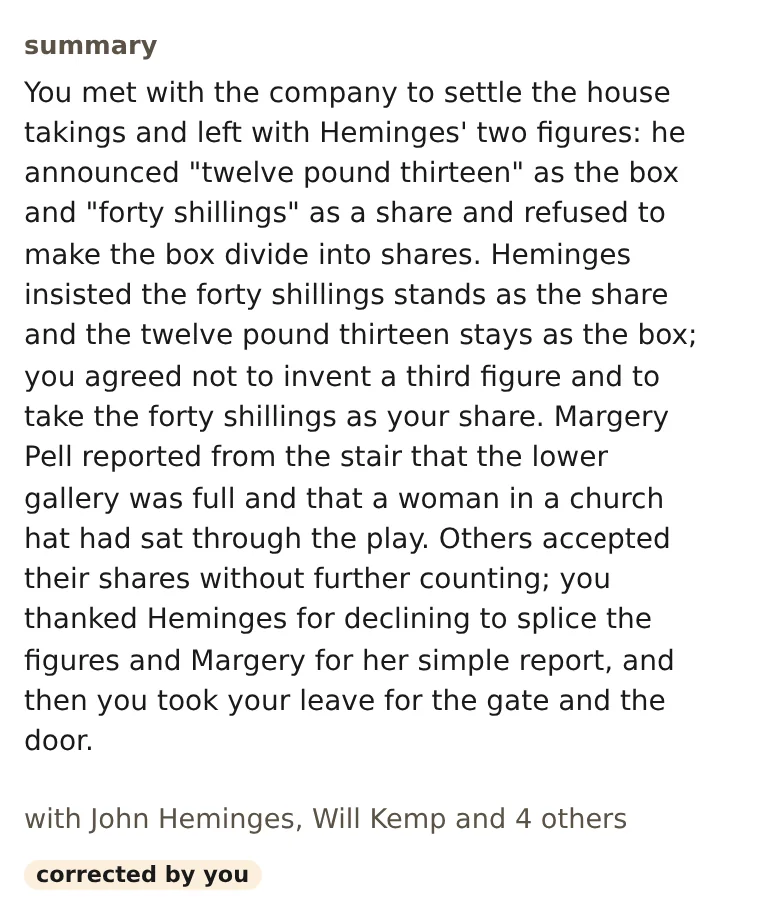 summary
You met with the company to settle the house
takings and left with Heminges' two figures: he
announced "twelve pound thirteen" as the box
and "forty shillings" as a share and refused to
make the box divide into shares. Heminges
insisted the forty shillings stands as the share
and the twelve pound thirteen stays as the box;
you agreed not to invent a third figure and to
take the forty shillings as your share. Margery
Pell reported from the stair that the lower
gallery was full and that a woman in a church
hat had sat through the play. Others accepted
their shares without further counting; you
thanked Heminges for declining to splice the
figures and Margery for her simple report, and
then you took your leave for the gate and the
door.
with John Heminges, Will Kemp and 4 others
corrected by you